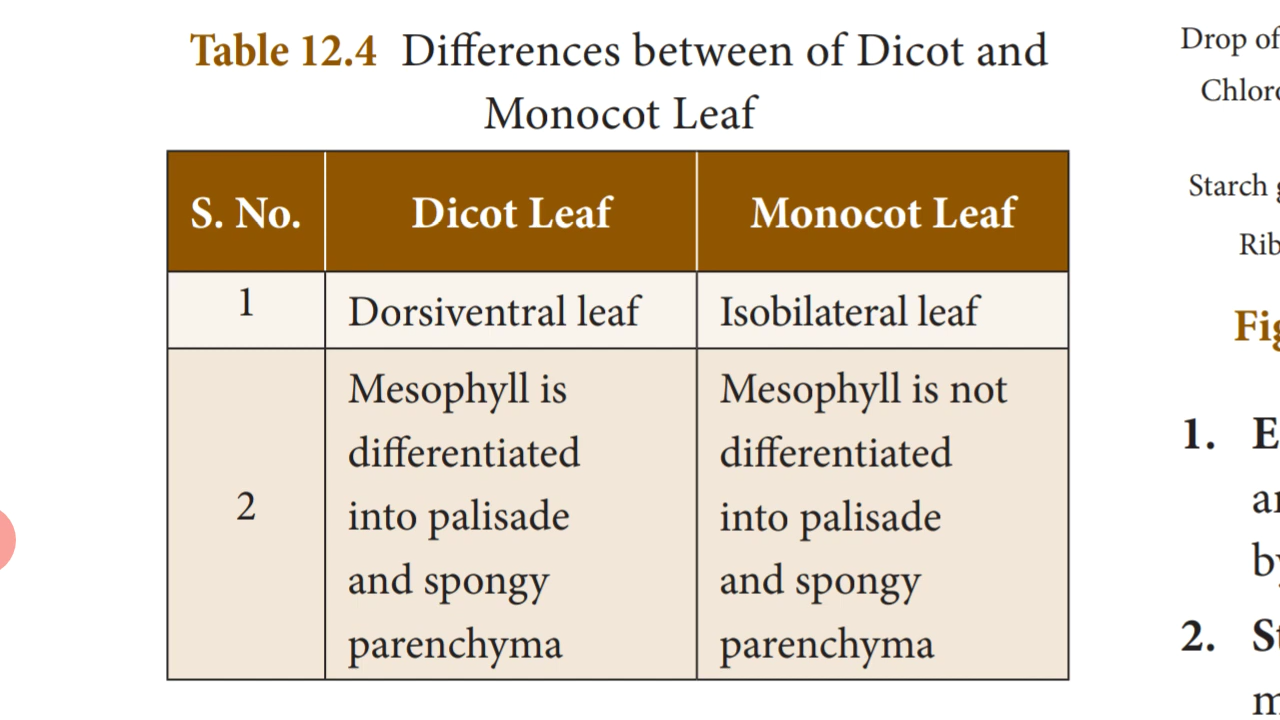 Table 12.4 Differences between of Dicot and
Monocot Leaf
S. No. Dicot Leaf Monocot Leaf
1 Dorsiventral leaf Isobilateral leaf
2
Mesophyll is
differentiated
into palisade
and spongy
parenchyma
Mesophyll is not
differentiated
into palisade
and spongy
parenchyma
Drop of
Starch
1.
2.